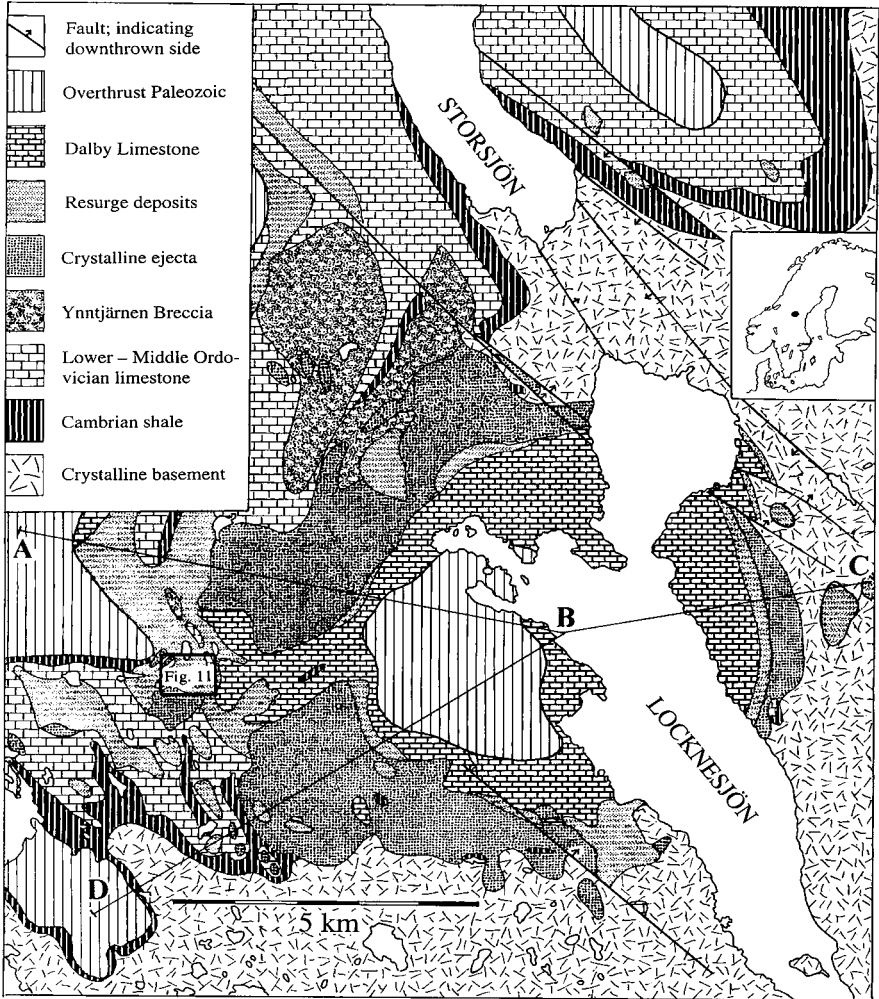 Fault; indicating
downthrown side
Overthrust Paleozoic
Dalby Limestone
Resurge deposits
Crystalline ejecta
Ynntjärnen Breccia
Lower – Middle Ordo-
vician limestone
Cambrian shale
Crystalline basement
STORSJÖN
A
B
C
Fig. 11
LOCKNESJÖN
D
5 km